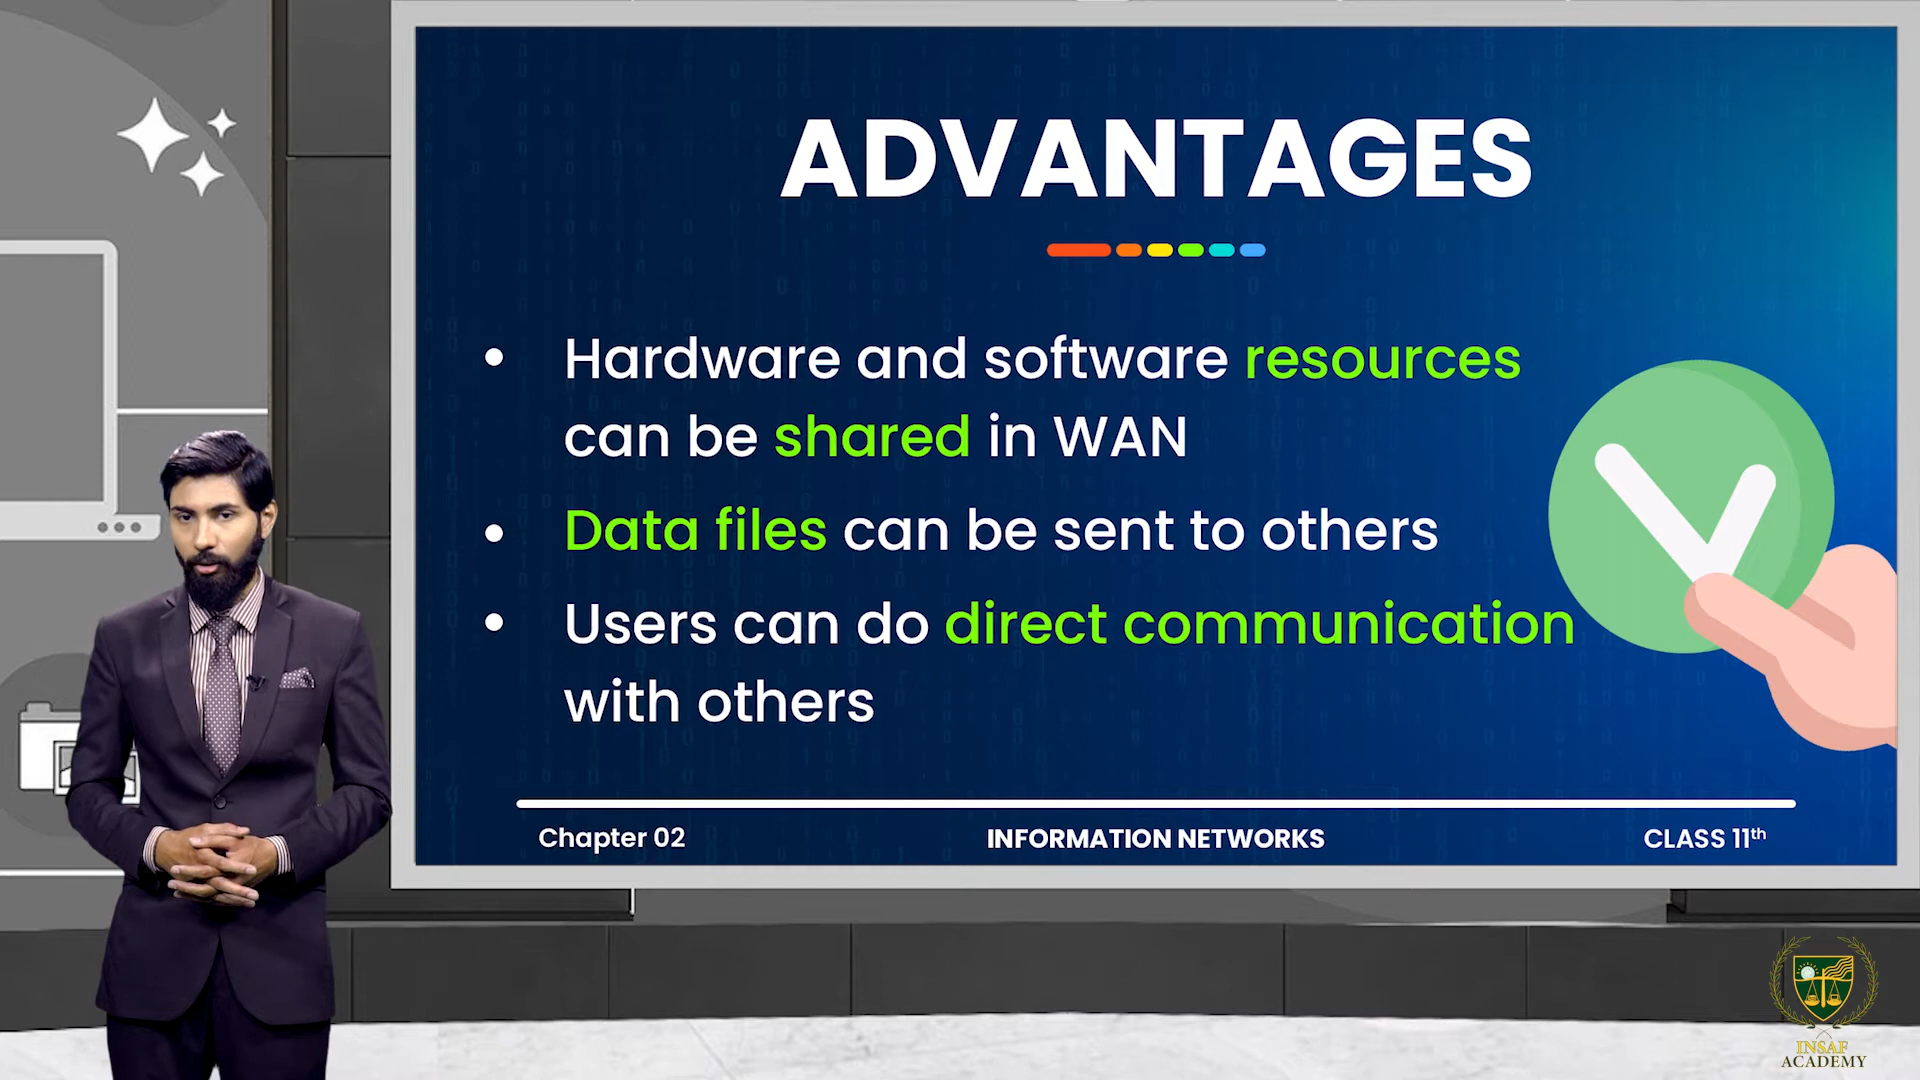 ADVANTAGES
• Hardware and software resources
can be shared in WAN
• Data files can be sent to others
• Users can do direct communication
with others
Chapter 02 INFORMATION NETWORKS CLASS 11th
INSAF
ACADEMY